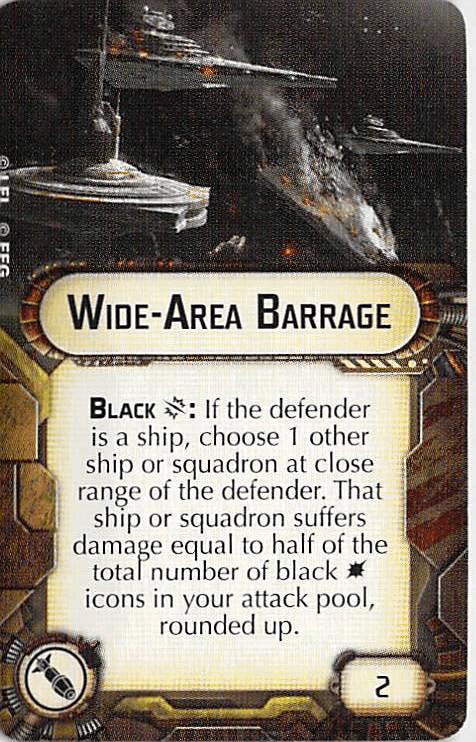 © LFL © FFG
WIDE-AREA BARRAGE
BLACK : If the defender
is a ship, choose 1 other
ship or squadron at close
range of the defender. That
ship or squadron suffers
damage equal to half of the
total number of black
icons in your attack pool,
rounded up.
2